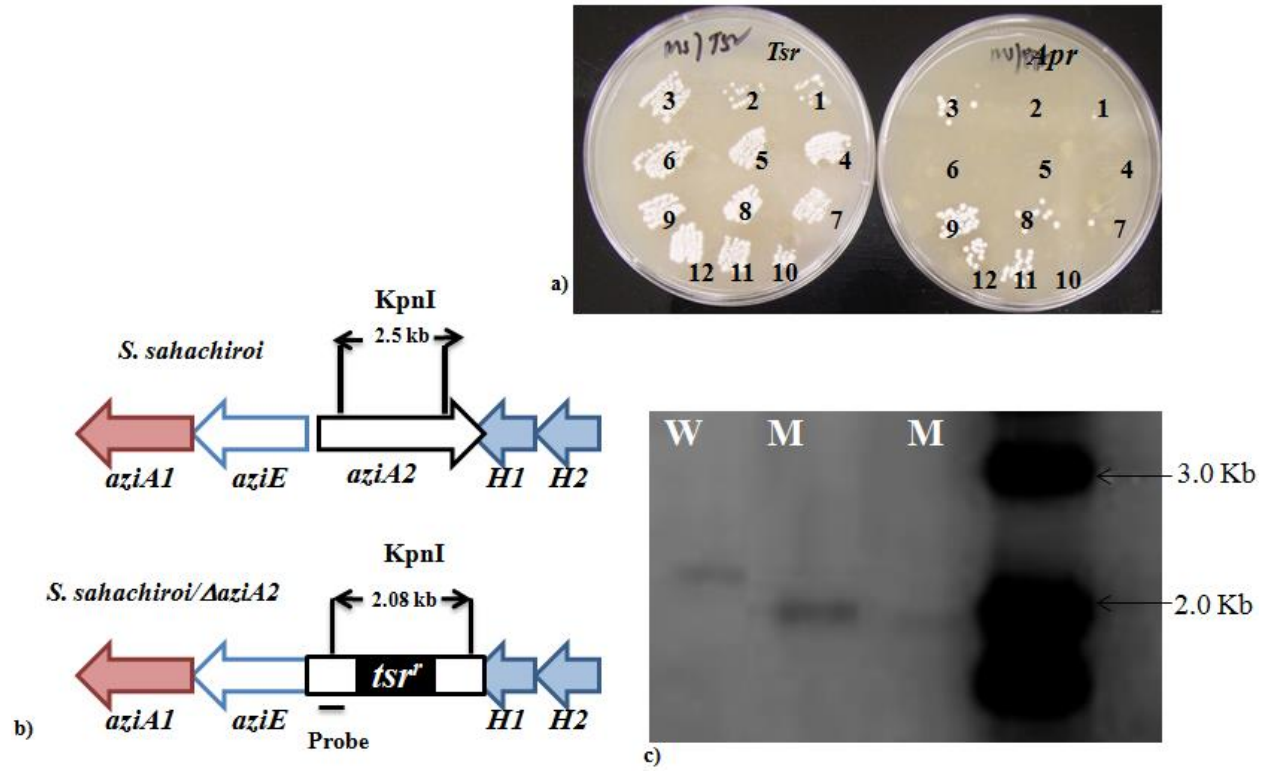 Tsr
Apr
3 2 1
3 2 1
6 5 4
6 5 4
9 8 7
9 8 7
12 11 10
12 11 10
a)
KpnI
2.5 kb
S. sahachiroi
aziA1 aziE aziA2 H1 H2
KpnI
2.08 kb
S. sahachiroi/ΔaziA2
tsrʳ
aziA1 aziE H1 H2
Probe
b)
W M M
3.0 Kb
2.0 Kb
c)